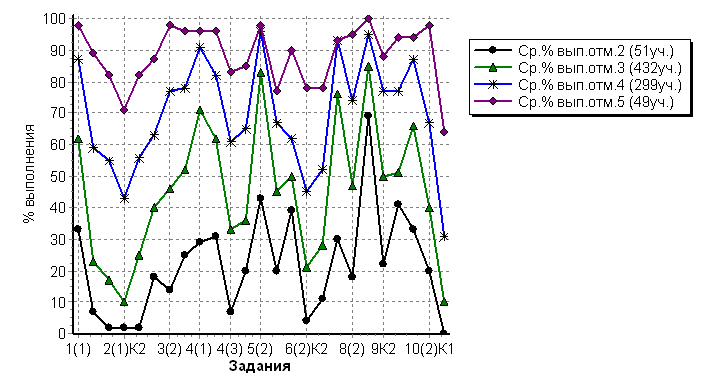 100
90
80
70
60
50
40
30
20
10
0
% выполнения
1(1) 2(1)К2 3(2) 4(1) 4(3) 5(2) 6(2)К2 8(2) 9К2 10(2)К1
Задания
Ср.% вып.отм.2 (51уч.)
Ср.% вып.отм.3 (432уч.)
Ср.% вып.отм.4 (299уч.)
Ср.% вып.отм.5 (49уч.)